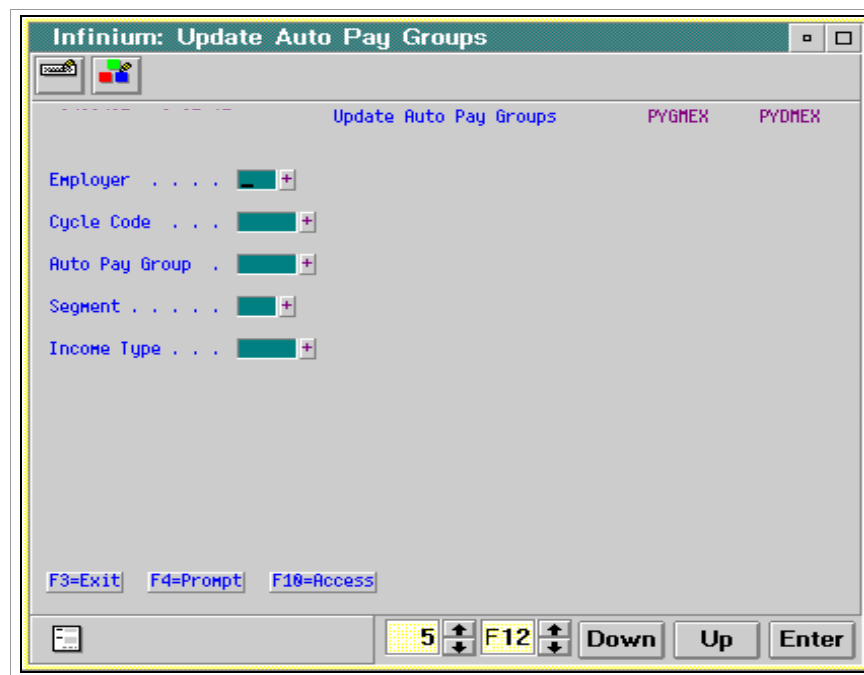 Infinium: Update Auto Pay Groups
Update Auto Pay Groups PYGMEX PYDMEX
Employer . . . . +
Cycle Code . . . +
Auto Pay Group . +
Segment . . . . . +
Income Type . . . +
F3=Exit F4=Prompt F10=Access
5 F12 Down Up Enter